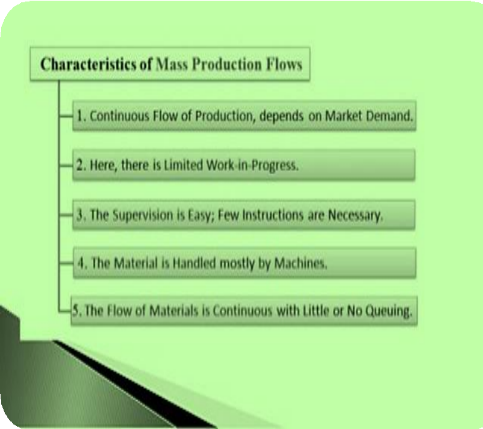 Characteristics of Mass Production Flows
1. Continuous Flow of Production, depends on Market Demand.
2. Here, there is Limited Work-in-Progress.
3. The Supervision is Easy; Few Instructions are Necessary.
4. The Material is Handled mostly by Machines.
5. The Flow of Materials is Continuous with Little or No Queuing.